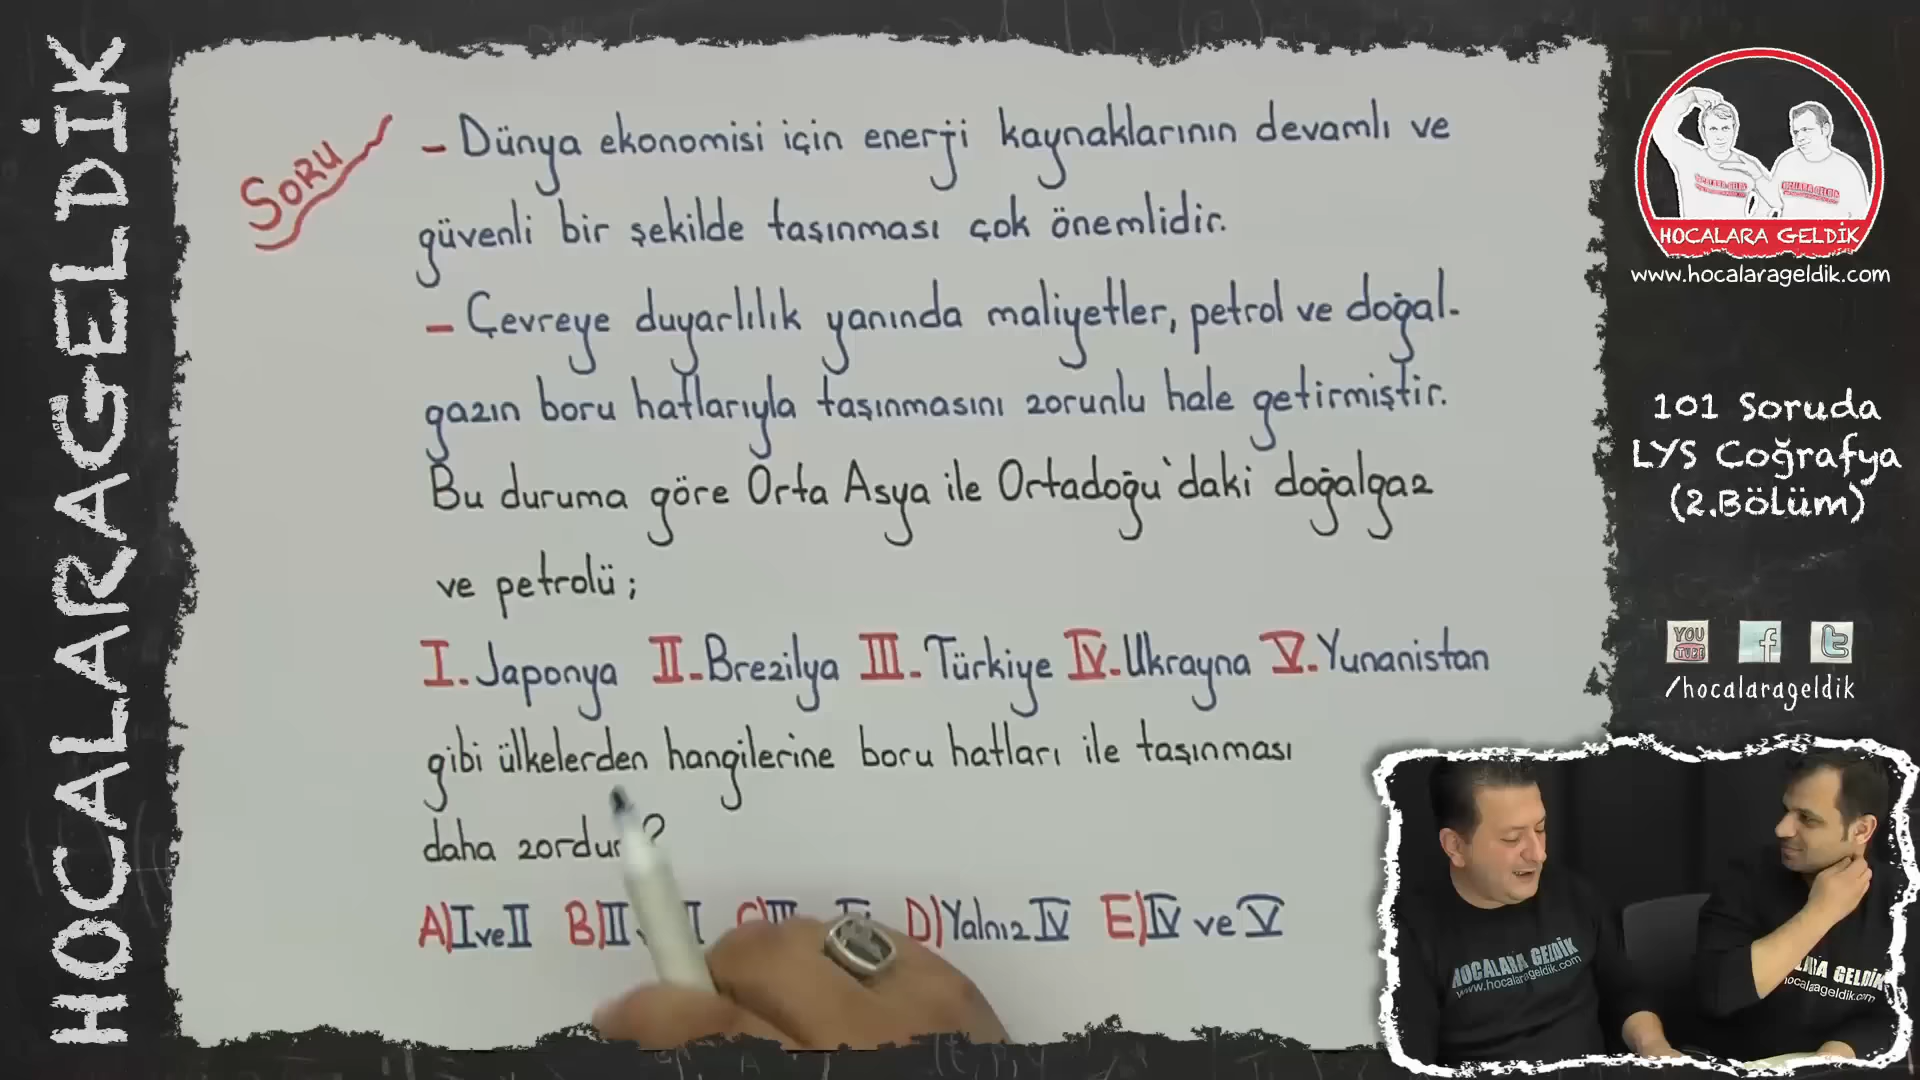 HOCALARAGELDİK
SORU
- Dünya ekonomisi için enerji kaynaklarının devamlı ve
güvenli bir şekilde taşınması çok önemlidir.
- Çevreye duyarlılık yanında maliyetler, petrol ve doğal-
gazın boru hatlarıyla taşınmasını zorunlu hale getirmiştir.
Bu duruma göre Orta Asya ile Ortadoğu'daki doğalgaz
ve petrolü;
I. Japonya II. Brezilya III. Türkiye IV. Ukrayna V. Yunanistan
gibi ülkelerden hangilerine boru hatları ile taşınması
daha zordur?
A) I ve II B) II C) III D) Yalnız IV E) IV ve V
HOCALARA GELDİK
www.hocalarageldik.com
101 Soruda
LYS Coğrafya
(2.Bölüm)
YOU TUBE f t
/hocalarageldik
HOCALARA GELDİK
www.hocalarageldik.com
GELDİK